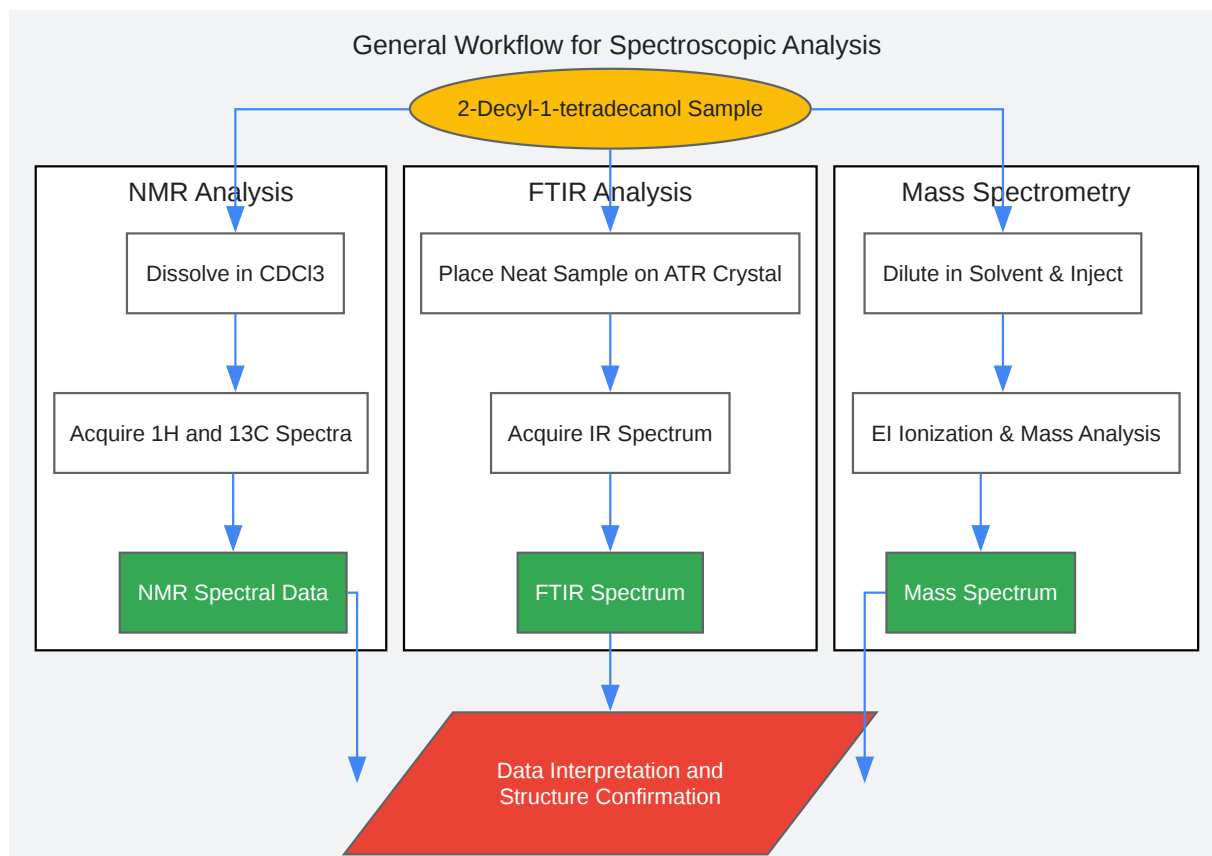 General Workflow for Spectroscopic Analysis
2-Decyl-1-tetradecanol Sample
NMR Analysis
Dissolve in CDCl3
Acquire 1H and 13C Spectra
NMR Spectral Data
FTIR Analysis
Place Neat Sample on ATR Crystal
Acquire IR Spectrum
FTIR Spectrum
Mass Spectrometry
Dilute in Solvent & Inject
EI Ionization & Mass Analysis
Mass Spectrum
Data Interpretation and
Structure Confirmation